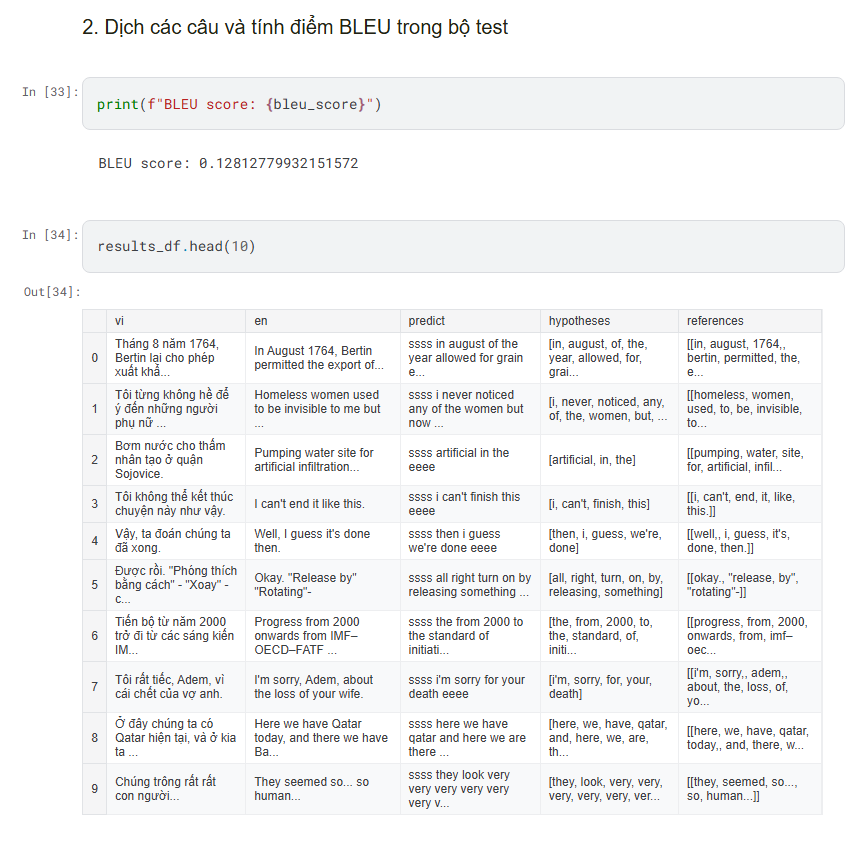 2. Dịch các câu và tính điểm BLEU trong bộ test
In [33]:
print(f"BLEU score: {bleu_score}")
BLEU score: 0.12812779932151572
In [34]:
results_df.head(10)
Out[34]:
vi en predict hypotheses references
0
Tháng 8 năm 1764,
Bertin lại cho phép
xuất khẩ...
In August 1764, Bertin
permitted the export of...
ssss in august of the
year allowed for grain
e...
[in, august, of, the,
year, allowed, for,
grai...
[[in, august, 1764,,
bertin, permitted, the,
e...
1
Tôi từng không hề để
ý đến những người
phụ nữ ...
Homeless women used
to be invisible to me but
...
ssss i never noticed
any of the women but
now ...
[i, never, noticed, any,
of, the, women, but, ...
[[homeless, women,
used, to, be, invisible,
to...
2
Bơm nước cho thấm
nhân tạo ở quận
Sojovice.
Pumping water site for
artificial infiltration...
ssss artificial in the
eeee
[artificial, in, the]
[[pumping, water, site,
for, artificial, infil...
3
Tôi không thể kết thúc
chuyện này như vậy.
I can't end it like this.
ssss i can't finish this
eeee
[i, can't, finish, this]
[[i, can't, end, it, like,
this.]]
4
Vậy, ta đoán chúng ta
đã xong.
Well, I guess it's done
then.
ssss then i guess
we're done eeee
[then, i, guess, we're,
done]
[[well,, i, guess, it's,
done, then.]]
5
Được rồi. "Phóng thích
bằng cách" - "Xoay" -
c...
Okay. "Release by"
"Rotating"-
ssss all right turn on by
releasing something ...
[all, right, turn, on, by,
releasing, something]
[[okay., "release, by",
"rotating"-]]
6
Tiến bộ từ năm 2000
trở đi từ các sáng kiến
IM...
Progress from 2000
onwards from IMF–
OECD–FATF ...
ssss the from 2000 to
the standard of
initiati...
[the, from, 2000, to,
the, standard, of,
initi...
[[progress, from, 2000,
onwards, from, imf–
oec...
7
Tôi rất tiếc, Adem, vì
cái chết của vợ anh.
I'm sorry, Adem, about
the loss of your wife.
ssss i'm sorry for your
death eeee
[i'm, sorry, for, your,
death]
[[i'm, sorry,, adem,,
about, the, loss, of,
yo...
8
Ở đây chúng ta có
Qatar hiện tại, và ở kia
ta ...
Here we have Qatar
today, and there we have
Ba...
ssss here we have
qatar and here we are
there ...
[here, we, have, qatar,
and, here, we, are,
th...
[[here, we, have, qatar,
today,, and, there, w...
9
Chúng trông rất rất
con người...
They seemed so... so
human...
ssss they look very
very very very very
very v...
[they, look, very, very,
very, very, very, ver...
[[they, seemed, so...,
so, human...]]